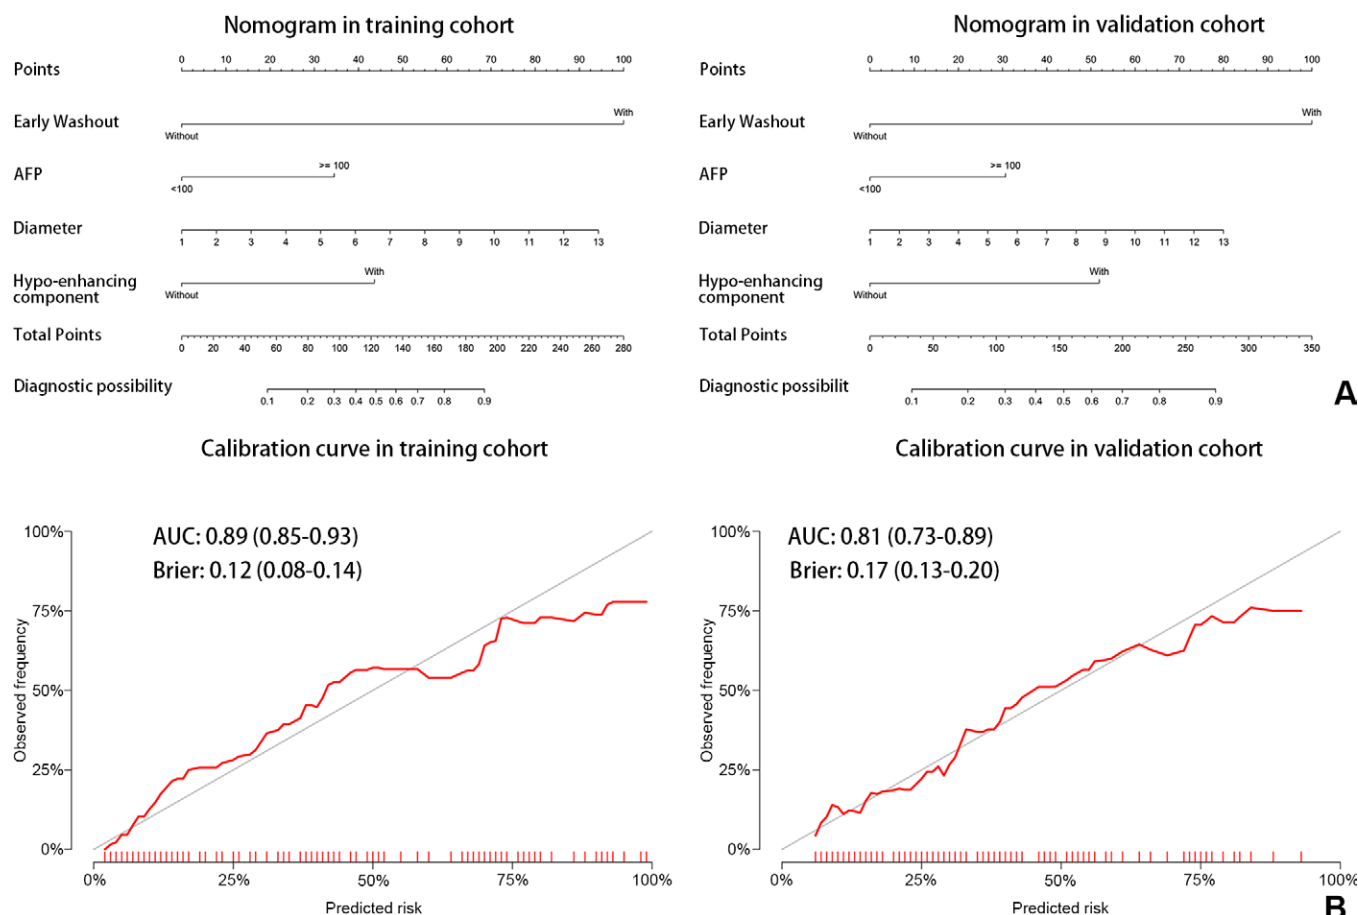 Nomogram in training cohort
Points
0 10 20 30 40 50 60 70 80 90 100
Early Washout
With
Without
AFP
>= 100
<100
Diameter
1 2 3 4 5 6 7 8 9 10 11 12 13
Hypo-enhancing
component
With
Without
Total Points
0 20 40 60 80 100 120 140 160 180 200 220 240 260 280
Diagnostic possibility
0.1 0.2 0.3 0.4 0.5 0.6 0.7 0.8 0.9
Nomogram in validation cohort
Points
0 10 20 30 40 50 60 70 80 90 100
Early Washout
With
Without
AFP
>= 100
<100
Diameter
1 2 3 4 5 6 7 8 9 10 11 12 13
Hypo-enhancing
component
With
Without
Total Points
0 50 100 150 200 250 300 350
Diagnostic possibilit
0.1 0.2 0.3 0.4 0.5 0.6 0.7 0.8 0.9
A
Calibration curve in training cohort
AUC: 0.89 (0.85-0.93)
Brier: 0.12 (0.08-0.14)
Observed frequency
100%
75%
50%
25%
0%
0% 25% 50% 75% 100%
Predicted risk
Calibration curve in validation cohort
AUC: 0.81 (0.73-0.89)
Brier: 0.17 (0.13-0.20)
Observed frequency
100%
75%
50%
25%
0%
0% 25% 50% 75% 100%
Predicted risk
B